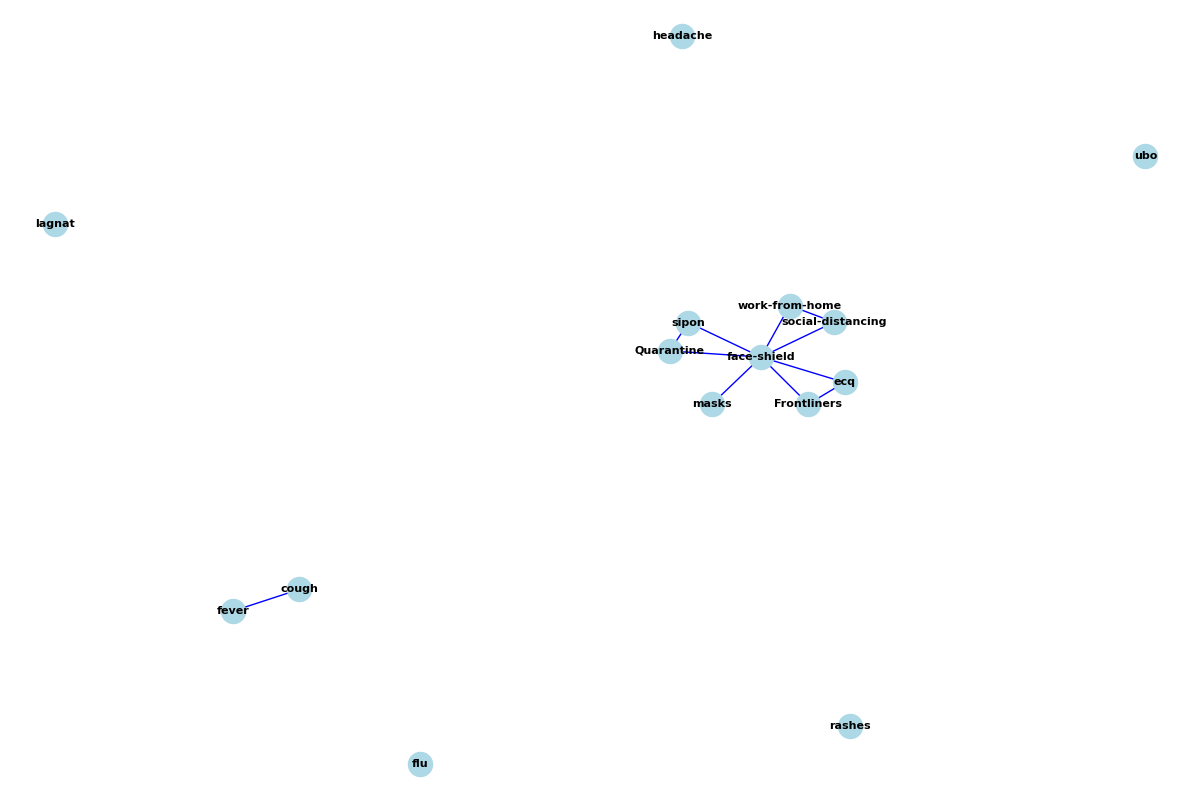 headache
ubo
lagnat
work-from-home
sipon
social-distancing
Quarantine
face-shield
ecq
masks
Frontliners
cough
fever
rashes
flu